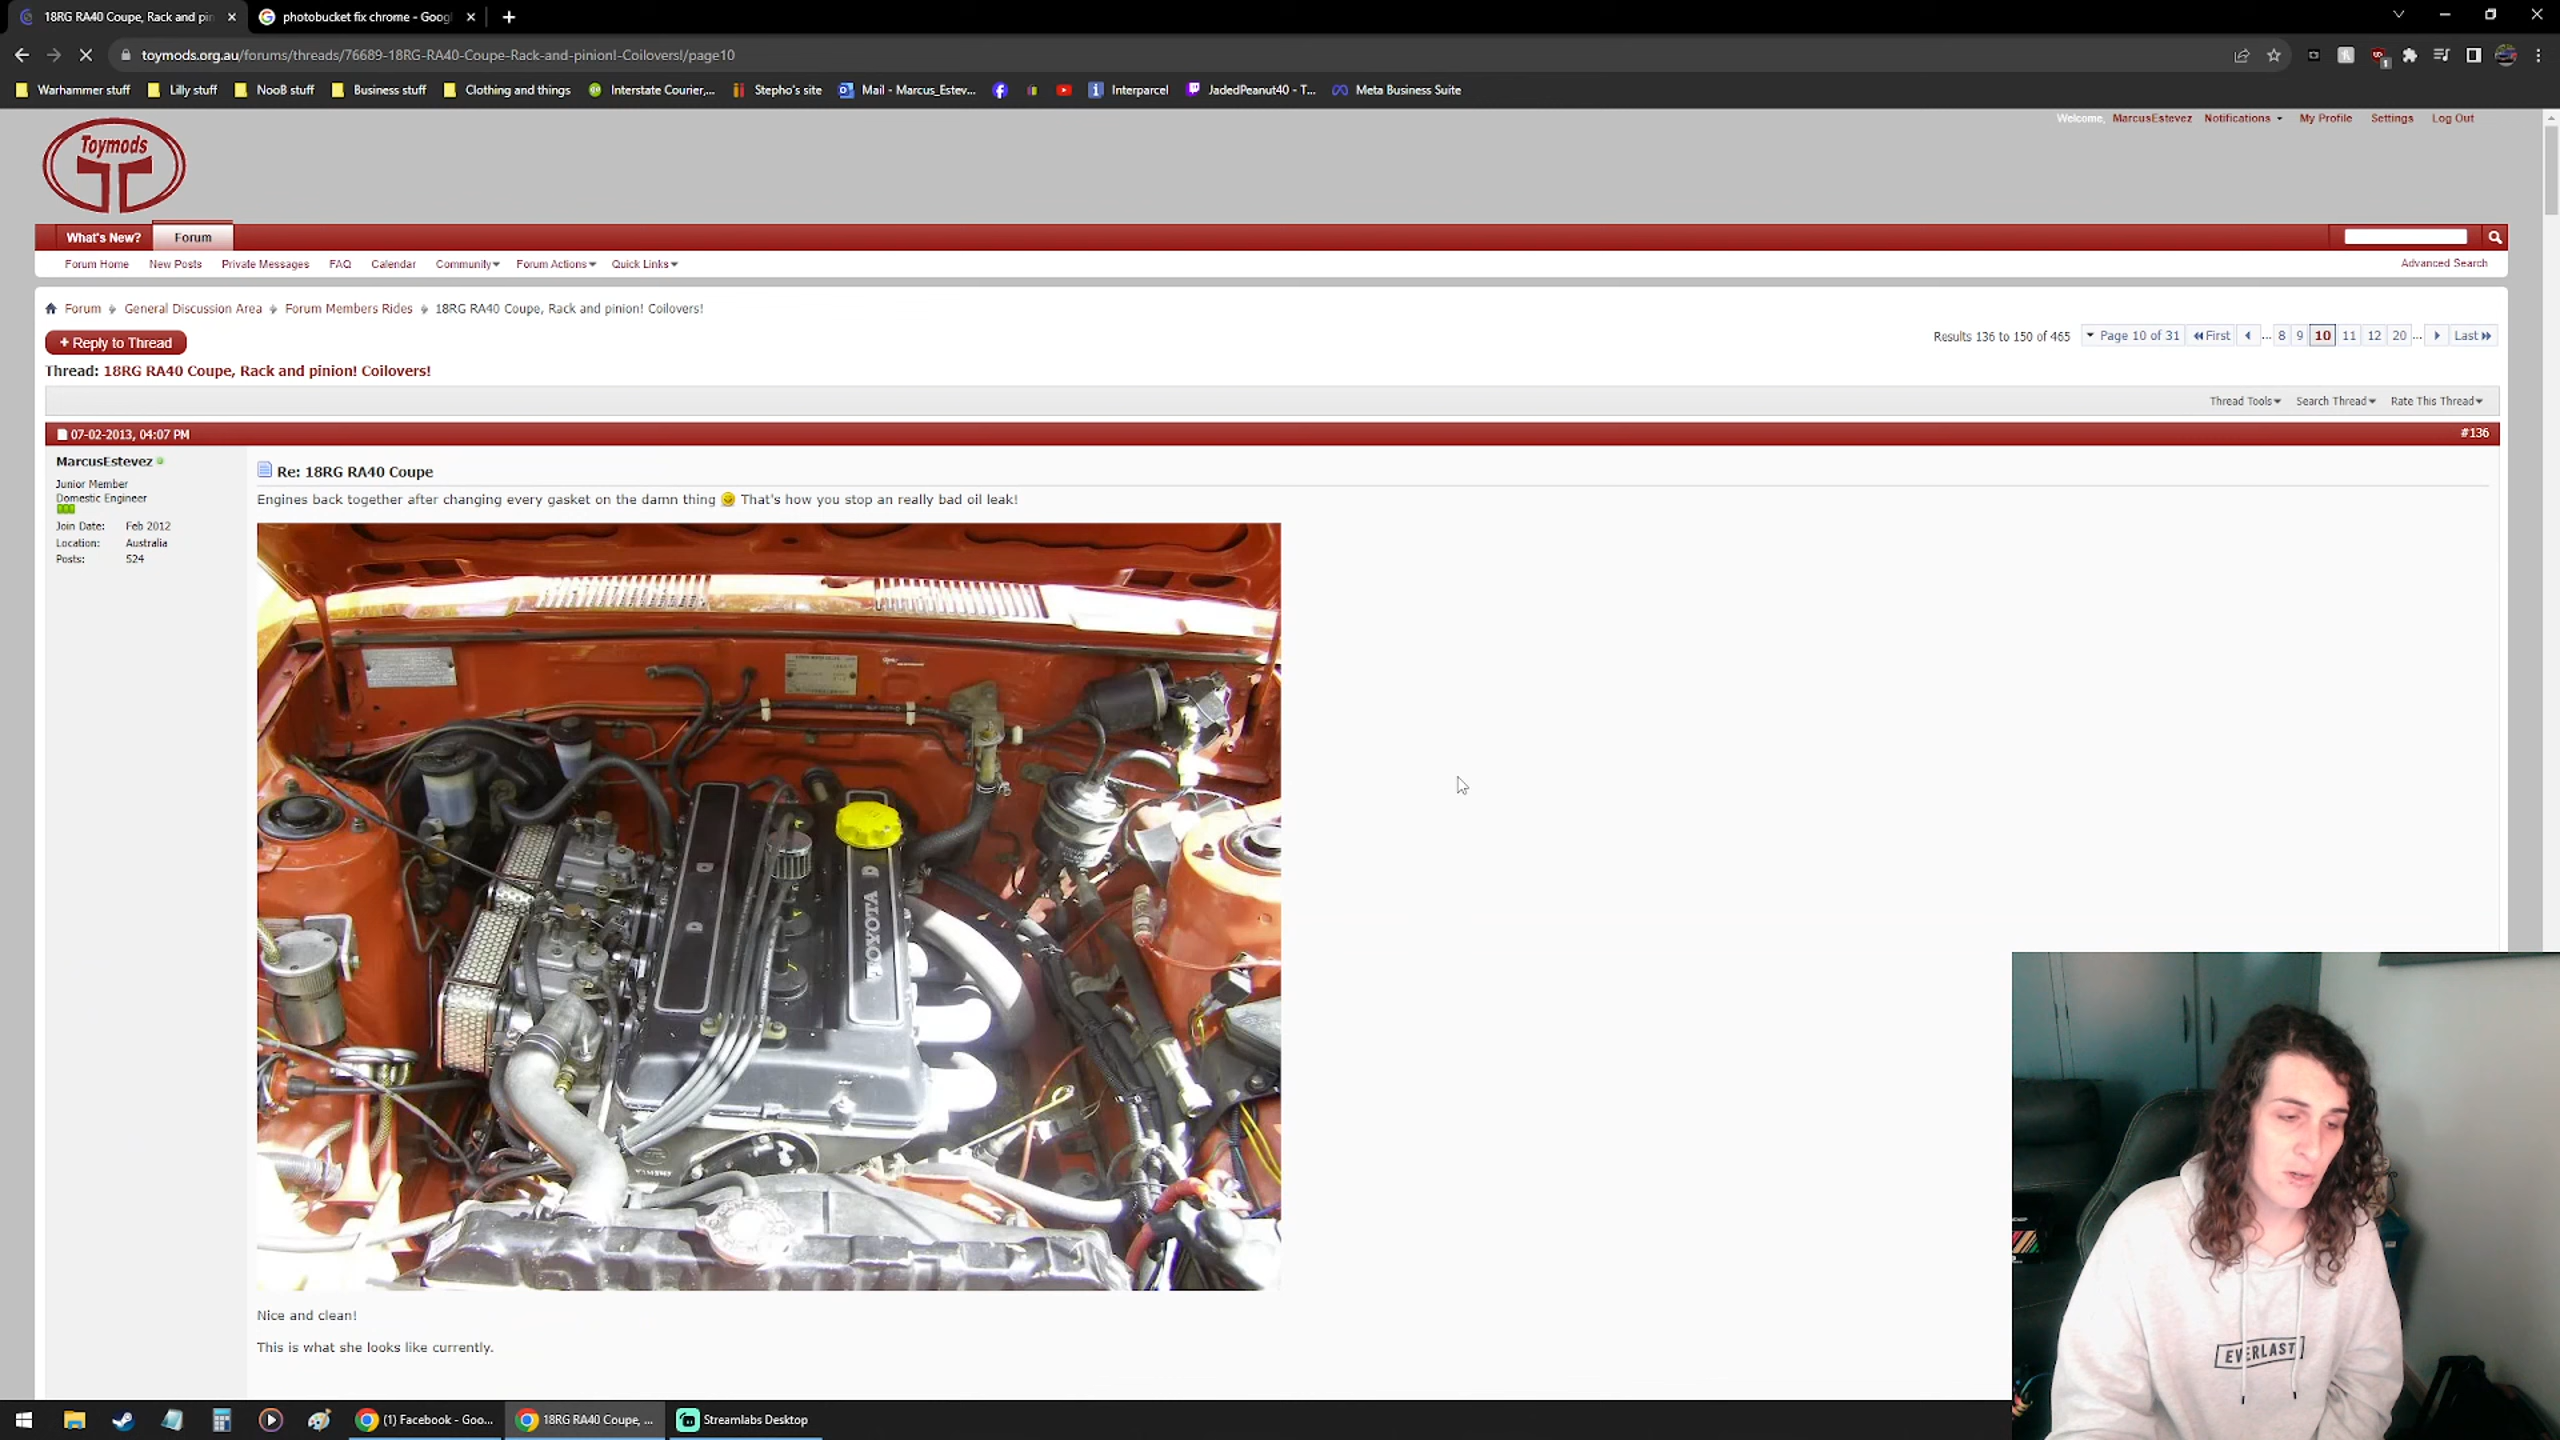 18RG RA40 Coupe, Rack and pin
photobucket fix chrome - Goog
toymods.org.au/forums/threads/76689-18RG-RA40-Coupe-Rack-and-pinion!-Coilovers!/page10
Warhammer stuff
Lilly stuff
NooB stuff
Business stuff
Clothing and things
Interstate Courier,...
Stepho's site
Mail - Marcus_Estev...
Interparcel
JadedPeanut40 - T...
Meta Business Suite
Toymods
Welcome, MarcusEstevez Notifications My Profile Settings Log Out
What's New? Forum
Forum Home New Posts Private Messages FAQ Calendar Community Forum Actions Quick Links
Advanced Search
Forum General Discussion Area Forum Members Rides 18RG RA40 Coupe, Rack and pinion! Coilovers!
+ Reply to Thread
Results 136 to 150 of 465 Page 10 of 31 First ... 8 9 10 11 12 20 ... Last
Thread: 18RG RA40 Coupe, Rack and pinion! Coilovers!
Thread Tools Search Thread Rate This Thread
07-02-2013, 04:07 PM #136
MarcusEstevez
Junior Member
Domestic Engineer
Join Date: Feb 2012
Location: Australia
Posts: 524
Re: 18RG RA40 Coupe
Engines back together after changing every gasket on the damn thing That's how you stop an really bad oil leak!
TOYOTA
Nice and clean!
This is what she looks like currently.
EVERLAST
(1) Facebook - Goo...
18RG RA40 Coupe, ...
Streamlabs Desktop